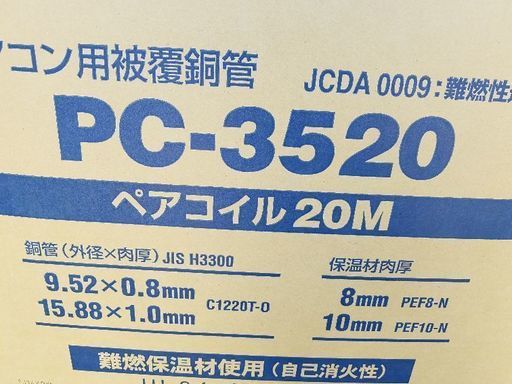 コン用被覆銅管
JCDA 0009:難燃性
PC-3520
ペアコイル 20M
銅管(外径×肉厚)JIS H3300
9.52×0.8mm
15.88×1.0mm
C1220T-O
保温材肉厚
8mm PEF8-N
10mm PEF10-N
難燃保温材使用(自己消火性)